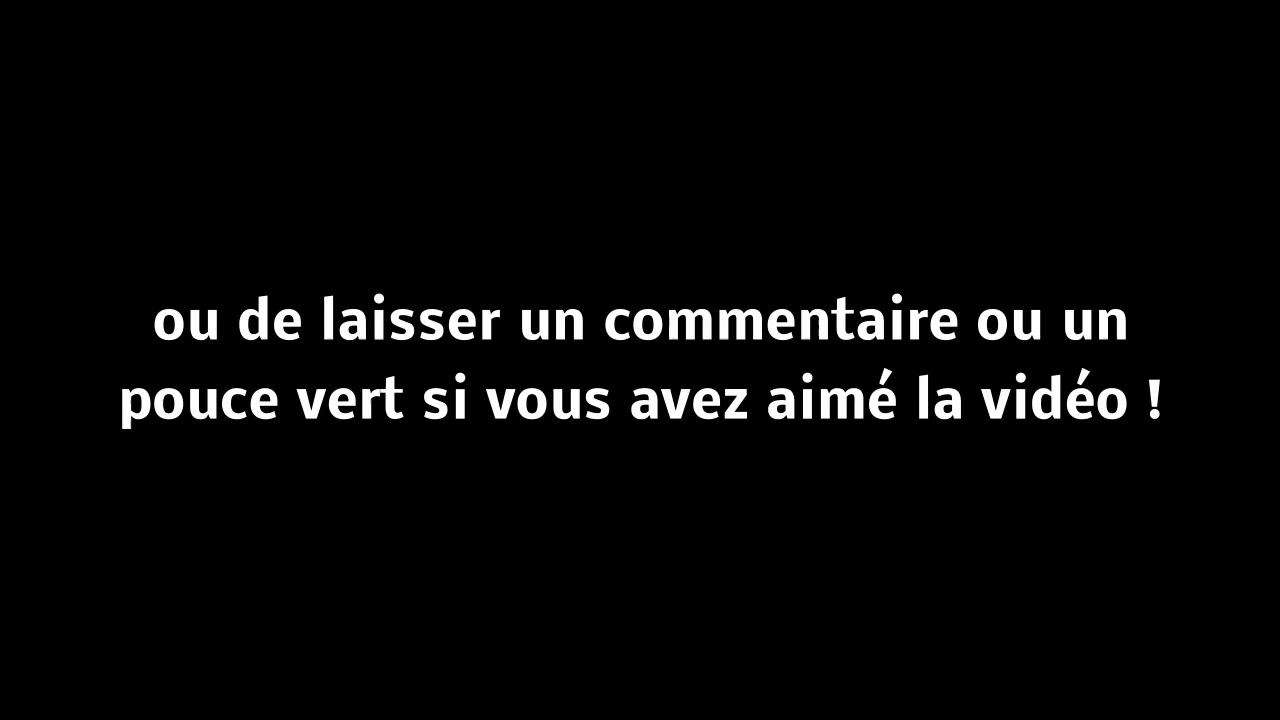 ou de laisser un commentaire ou un
pouce vert si vous avez aimé la vidéo !